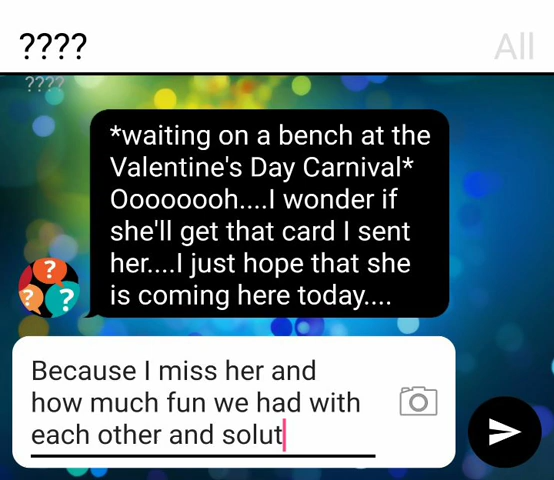 ????
All
????
*waiting on a bench at the
Valentine's Day Carnival*
Oooooooh....I wonder if
she'll get that card I sent
her....I just hope that she
is coming here today....
? ? ?
Because I miss her and
how much fun we had with
each other and solut